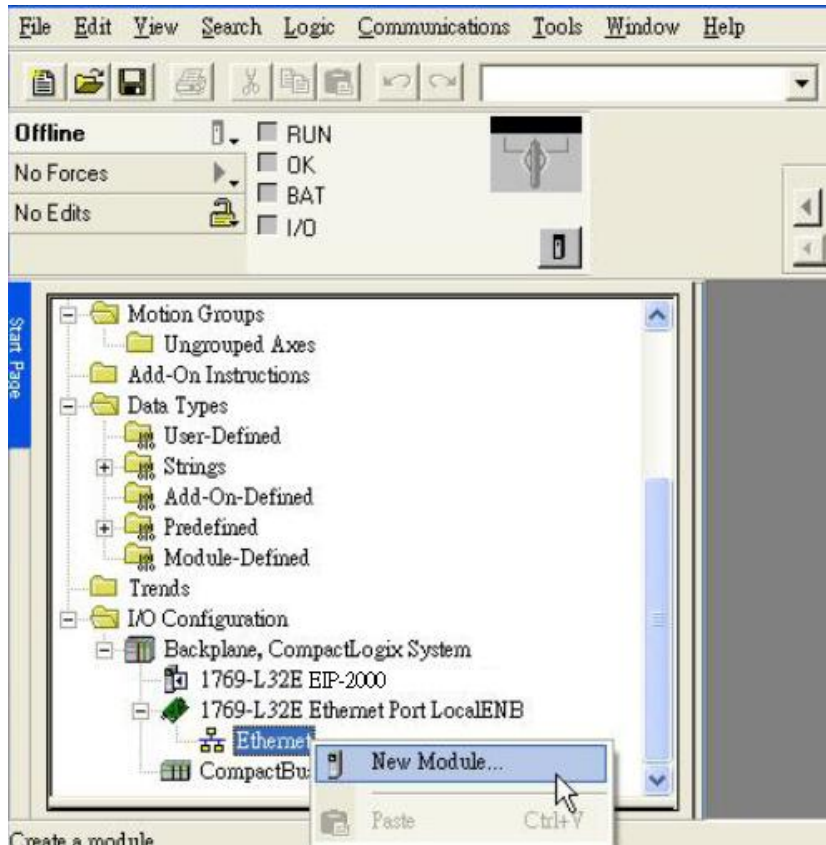 File Edit View Search Logic Communications Tools Window Help
Offline
RUN
No Forces
OK
No Edits
BAT
I/O
Start Page
Motion Groups
Ungrouped Axes
Add-On Instructions
Data Types
User-Defined
Strings
Add-On-Defined
Predefined
Module-Defined
Trends
I/O Configuration
Backplane, CompactLogix System
1769-L32E EIP-2000
1769-L32E Ethernet Port LocalENB
Ethernet
New Module...
CompactBu
Paste Ctrl+V
Create a module